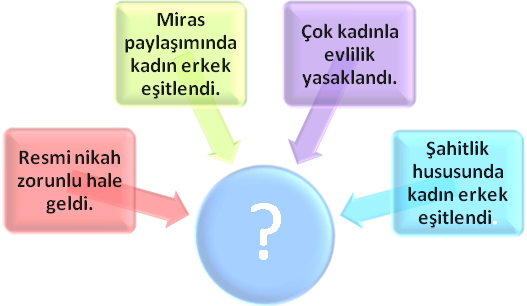 Miras
paylaşımında
kadın erkek
eşitlendi.
Çok kadınla
evlilik
yasaklandı.
Resmi nikah
zorunlu hale
geldi.
Şahitlik
hususunda
kadın erkek
eşitlendi.
?